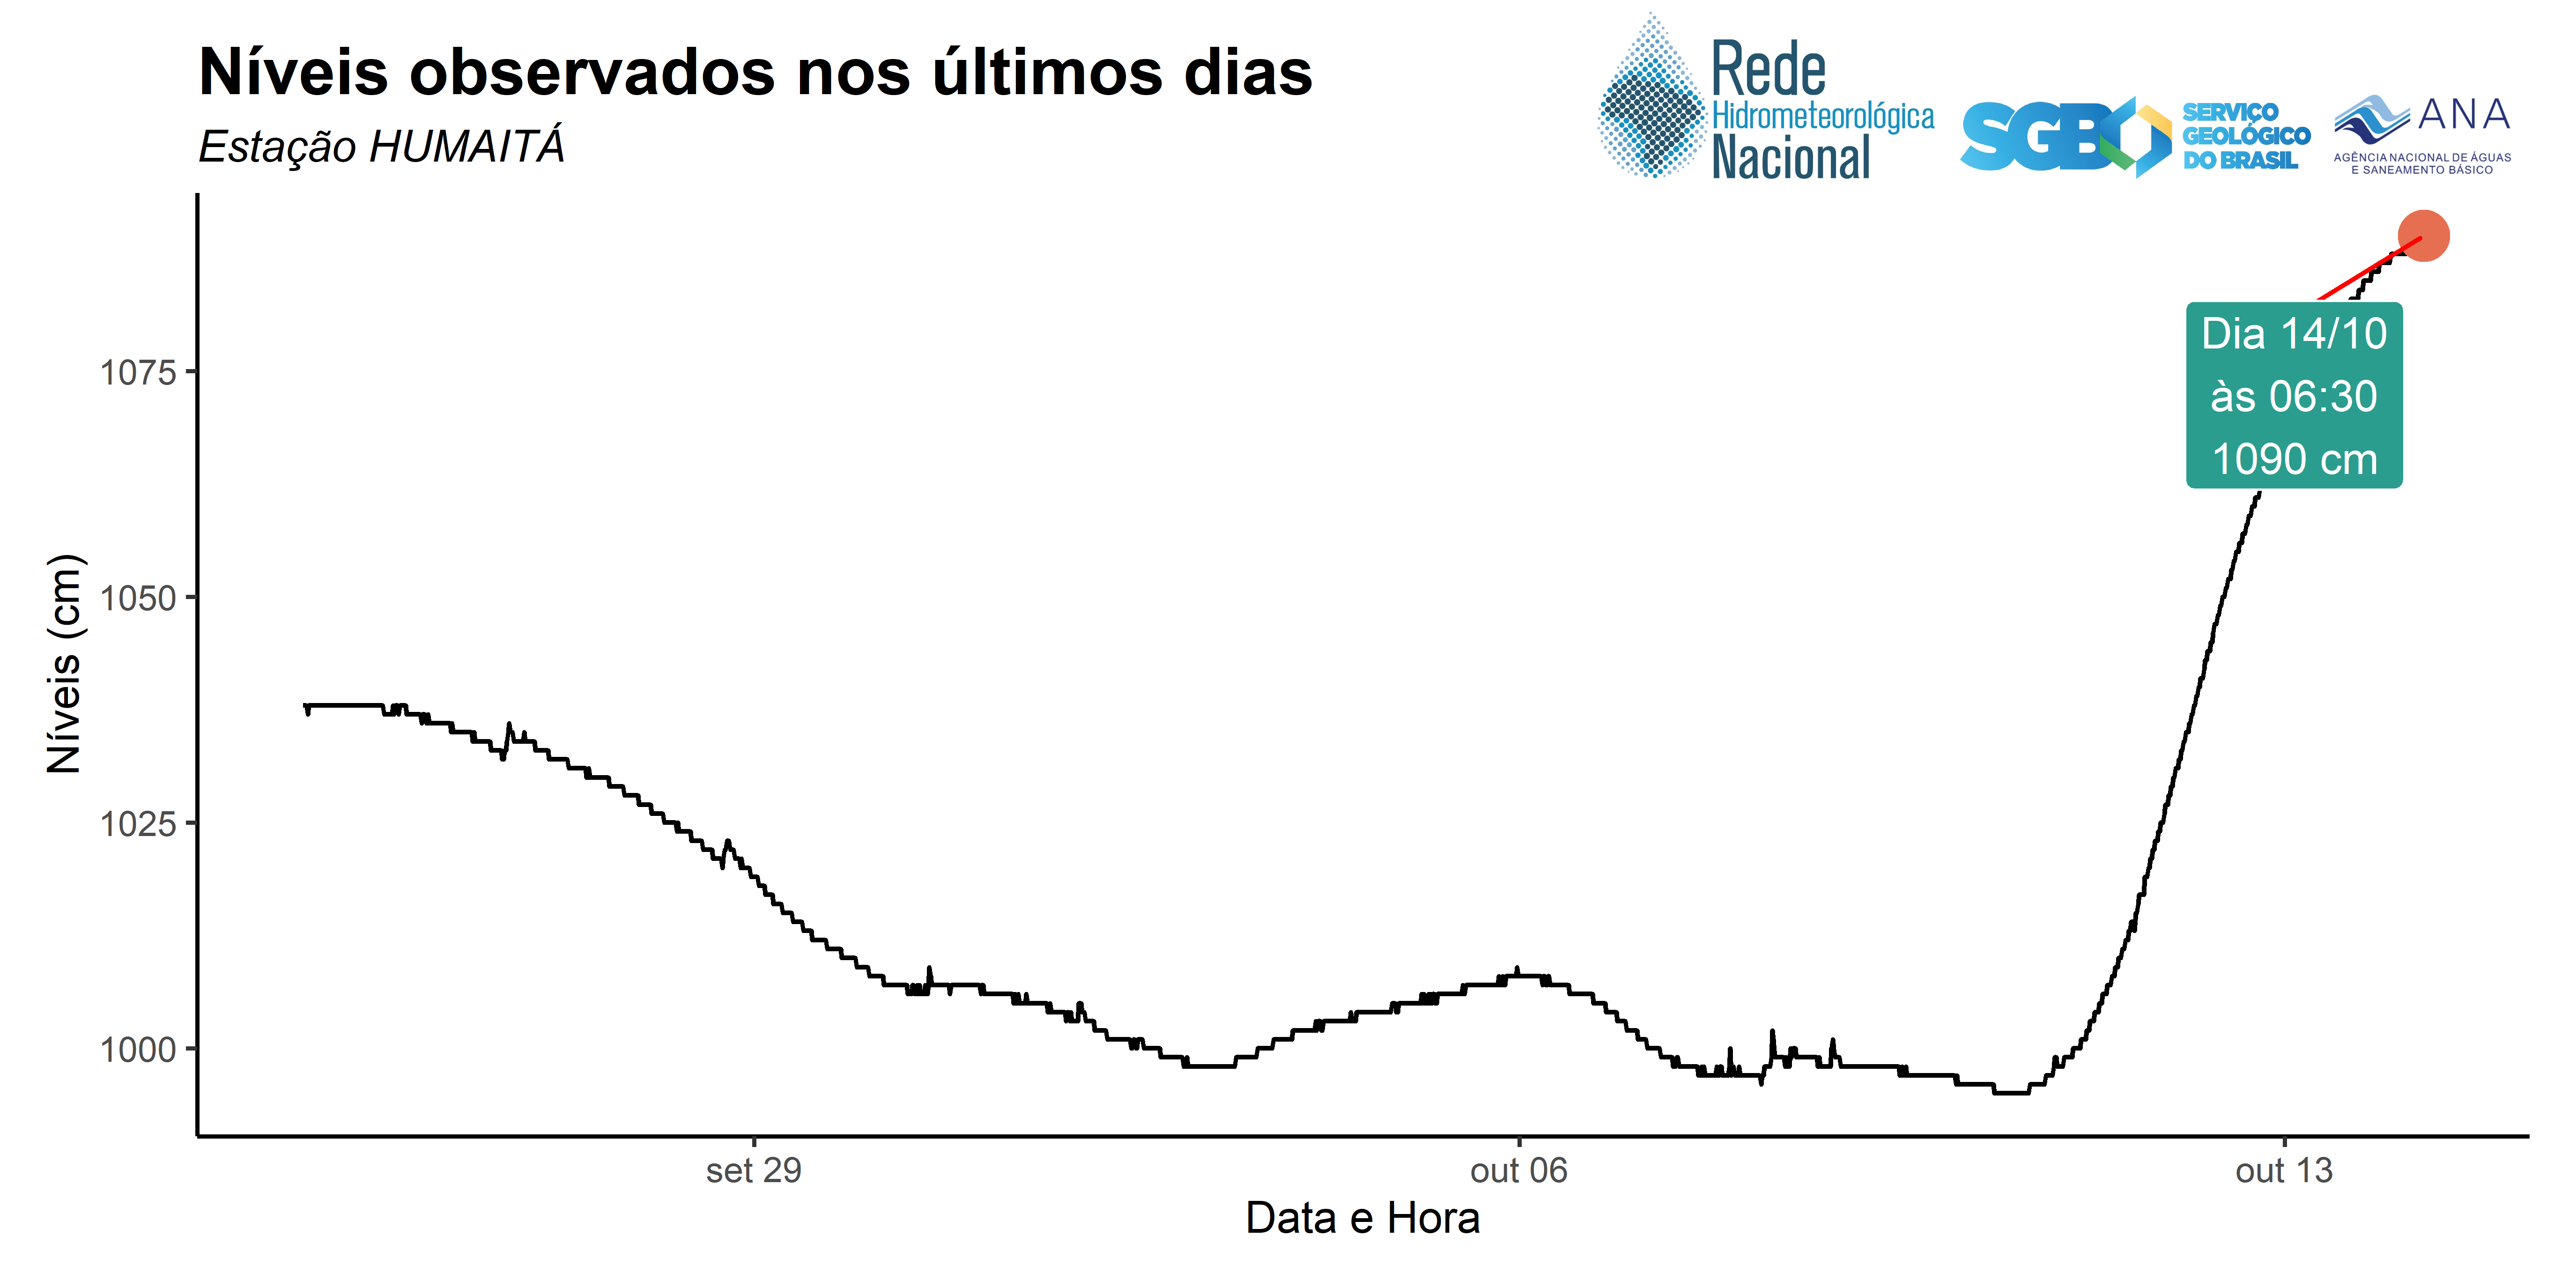 Níveis observados nos últimos dias
Estação HUMAITÁ
Rede
Hidrometeorológica
Nacional
SGB
SERVIÇO
GEOLÓGICO
DO BRASIL
ANA
AGÊNCIA NACIONAL DE ÁGUAS
E SANEAMENTO BÁSICO
Dia 14/10
às 06:30
1090 cm
Níveis (cm)
1075
1050
1025
1000
set 29
out 06
out 13
Data e Hora